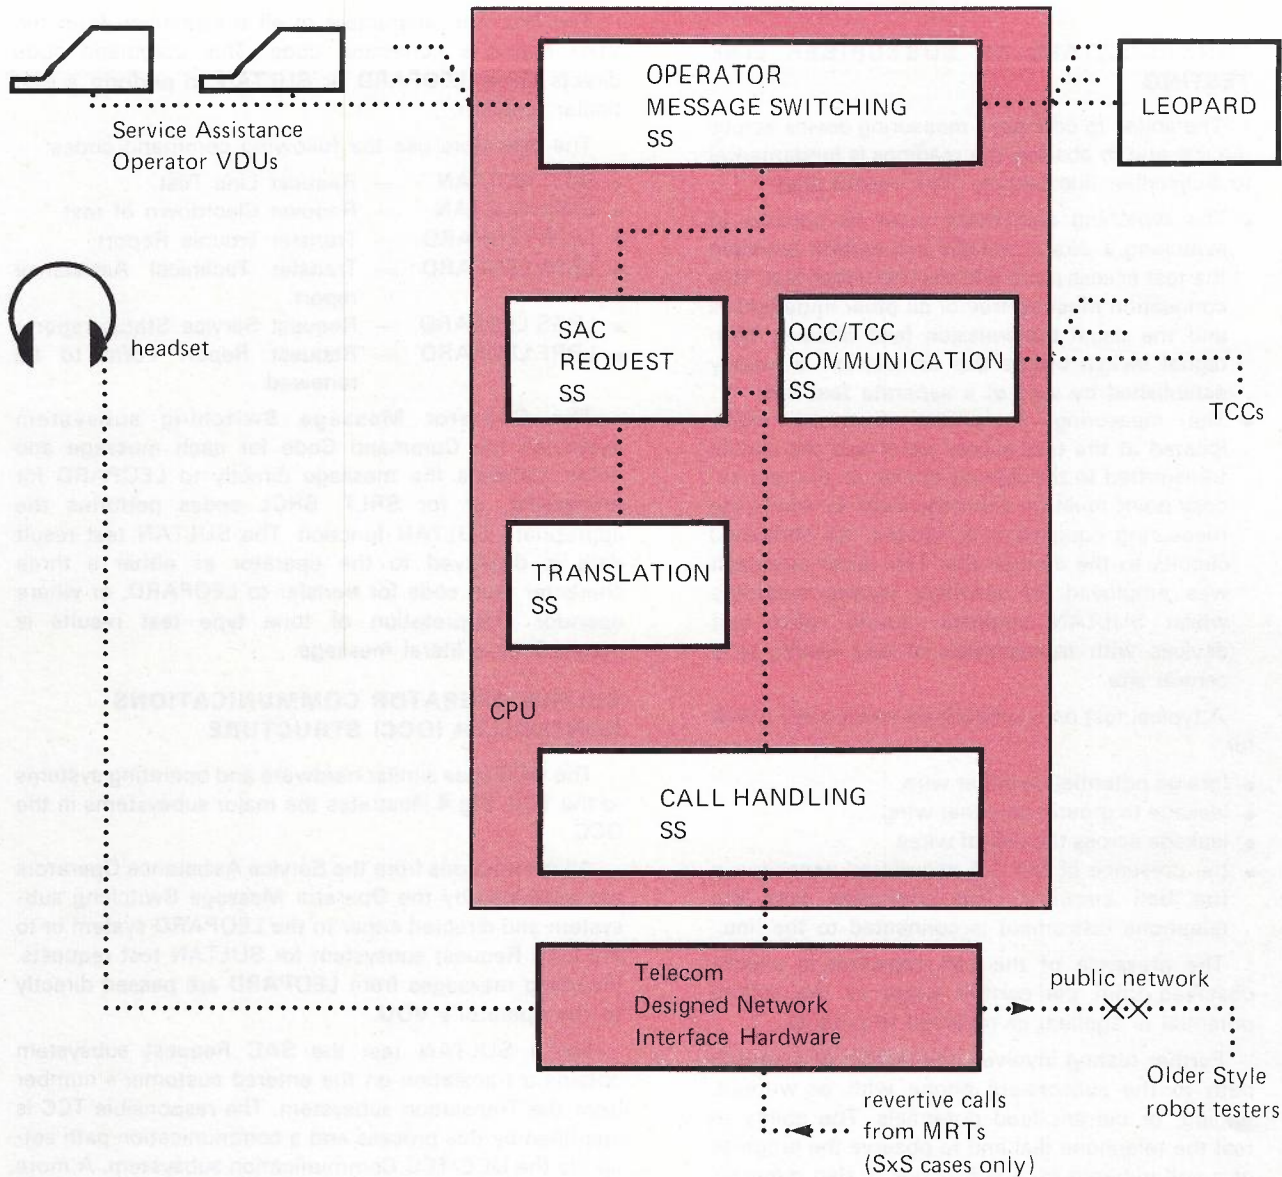 OPERATOR
MESSAGE SWITCHING
SS
LEOPARD
Service Assistance
Operator VDUs
headset
SAC
REQUEST
SS
OCC/TCC
COMMUNICATION
SS
TCCs
TRANSLATION
SS
CPU
CALL HANDLING
SS
Telecom
Designed Network
Interface Hardware
public network
Older Style
robot testers
revertive calls
from MRTs
(SxS cases only)